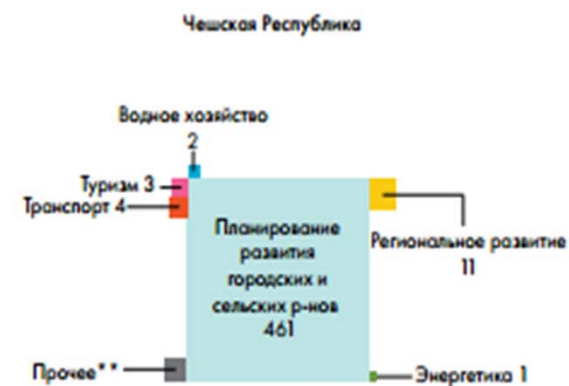 Чешская Республика
Водное хозяйство
2
Туризм 3
Транспорт 4
Планирование
развития
городских и
сельских р-нов
461
Региональное развитие
11
Прочее**
Энергетика 1